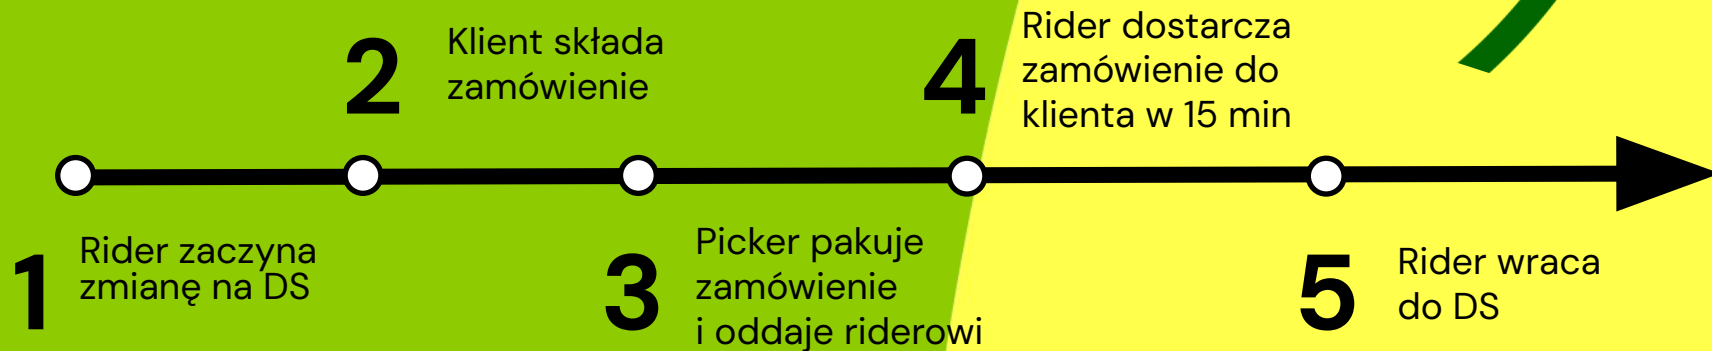 1
Rider zaczyna
zmianę na DS
2
Klient składa
zamówienie
3
Picker pakuje
zamówienie
i oddaje riderowi
4
Rider dostarcza
zamówienie do
klienta w 15 min
5
Rider wraca
do DS